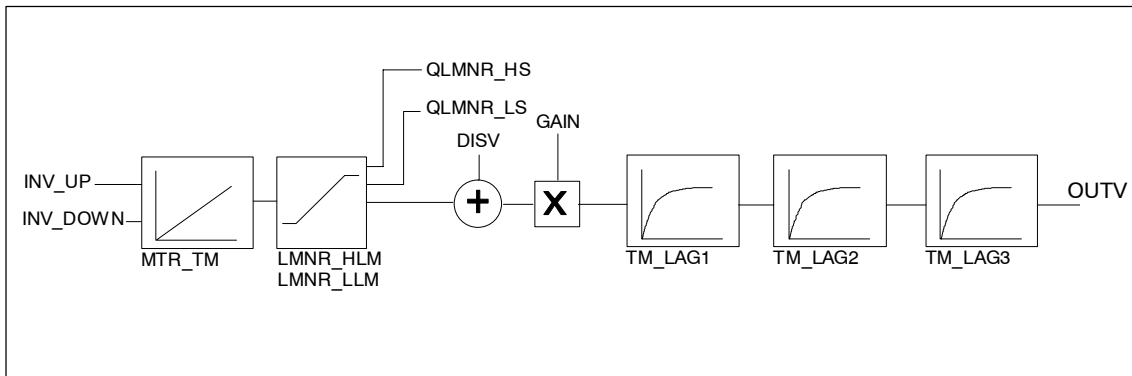 QLMNR_HS
QLMNR_LS
GAIN
DISV
INV_UP
INV_DOWN
+
X
OUTV
MTR_TM
LMNR_HLM
LMNR_LLM
TM_LAG1
TM_LAG2
TM_LAG3